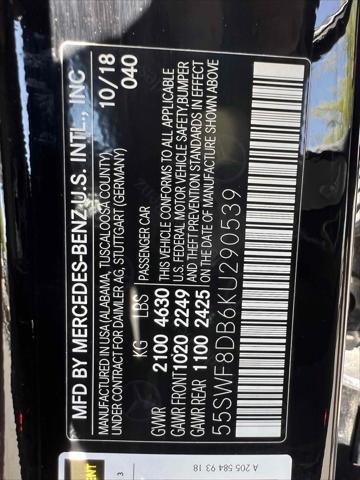 MFD BY MERCEDES-BENZ U.S. INTL., INC
MANUFACTURED IN USA (ALABAMA, TUSCALOOSA COUNTY)
UNDER CONTRACT FOR DAIMLER AG, STUTTGART (GERMANY)
10/18
040
KG LBS PASSENGER CAR
GVWR 2100 4630 THIS VEHICLE CONFORMS TO ALL APPLICABLE
GAWR FRONT 1020 2249 U.S. FEDERAL MOTOR VEHICLE SAFETY, BUMPER
GAWR REAR 1100 2425 AND THEFT PREVENTION STANDARDS IN EFFECT
ON THE DATE OF MANUFACTURE SHOWN ABOVE
55SWF8DB6KU290539
A 205 584 93 18
3